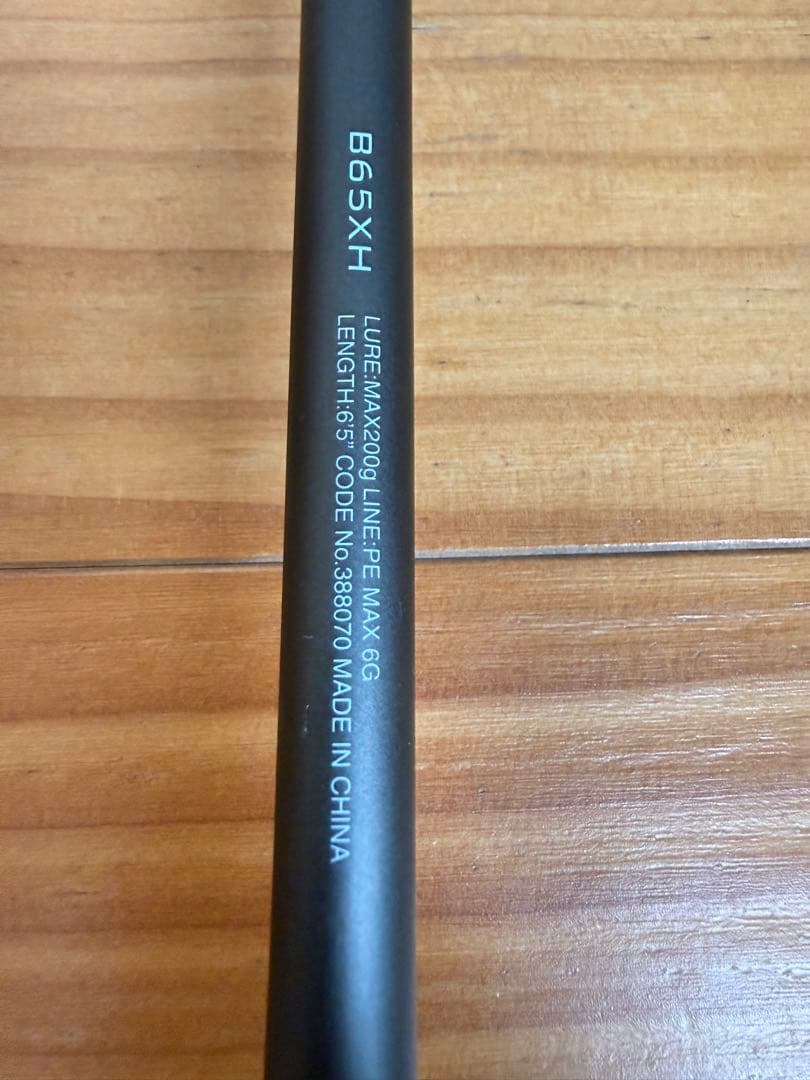 B65XH
LURE:MAX200g LINE:PE MAX 6G
LENGTH:6'5" CODE No.388070 MADE IN CHINA